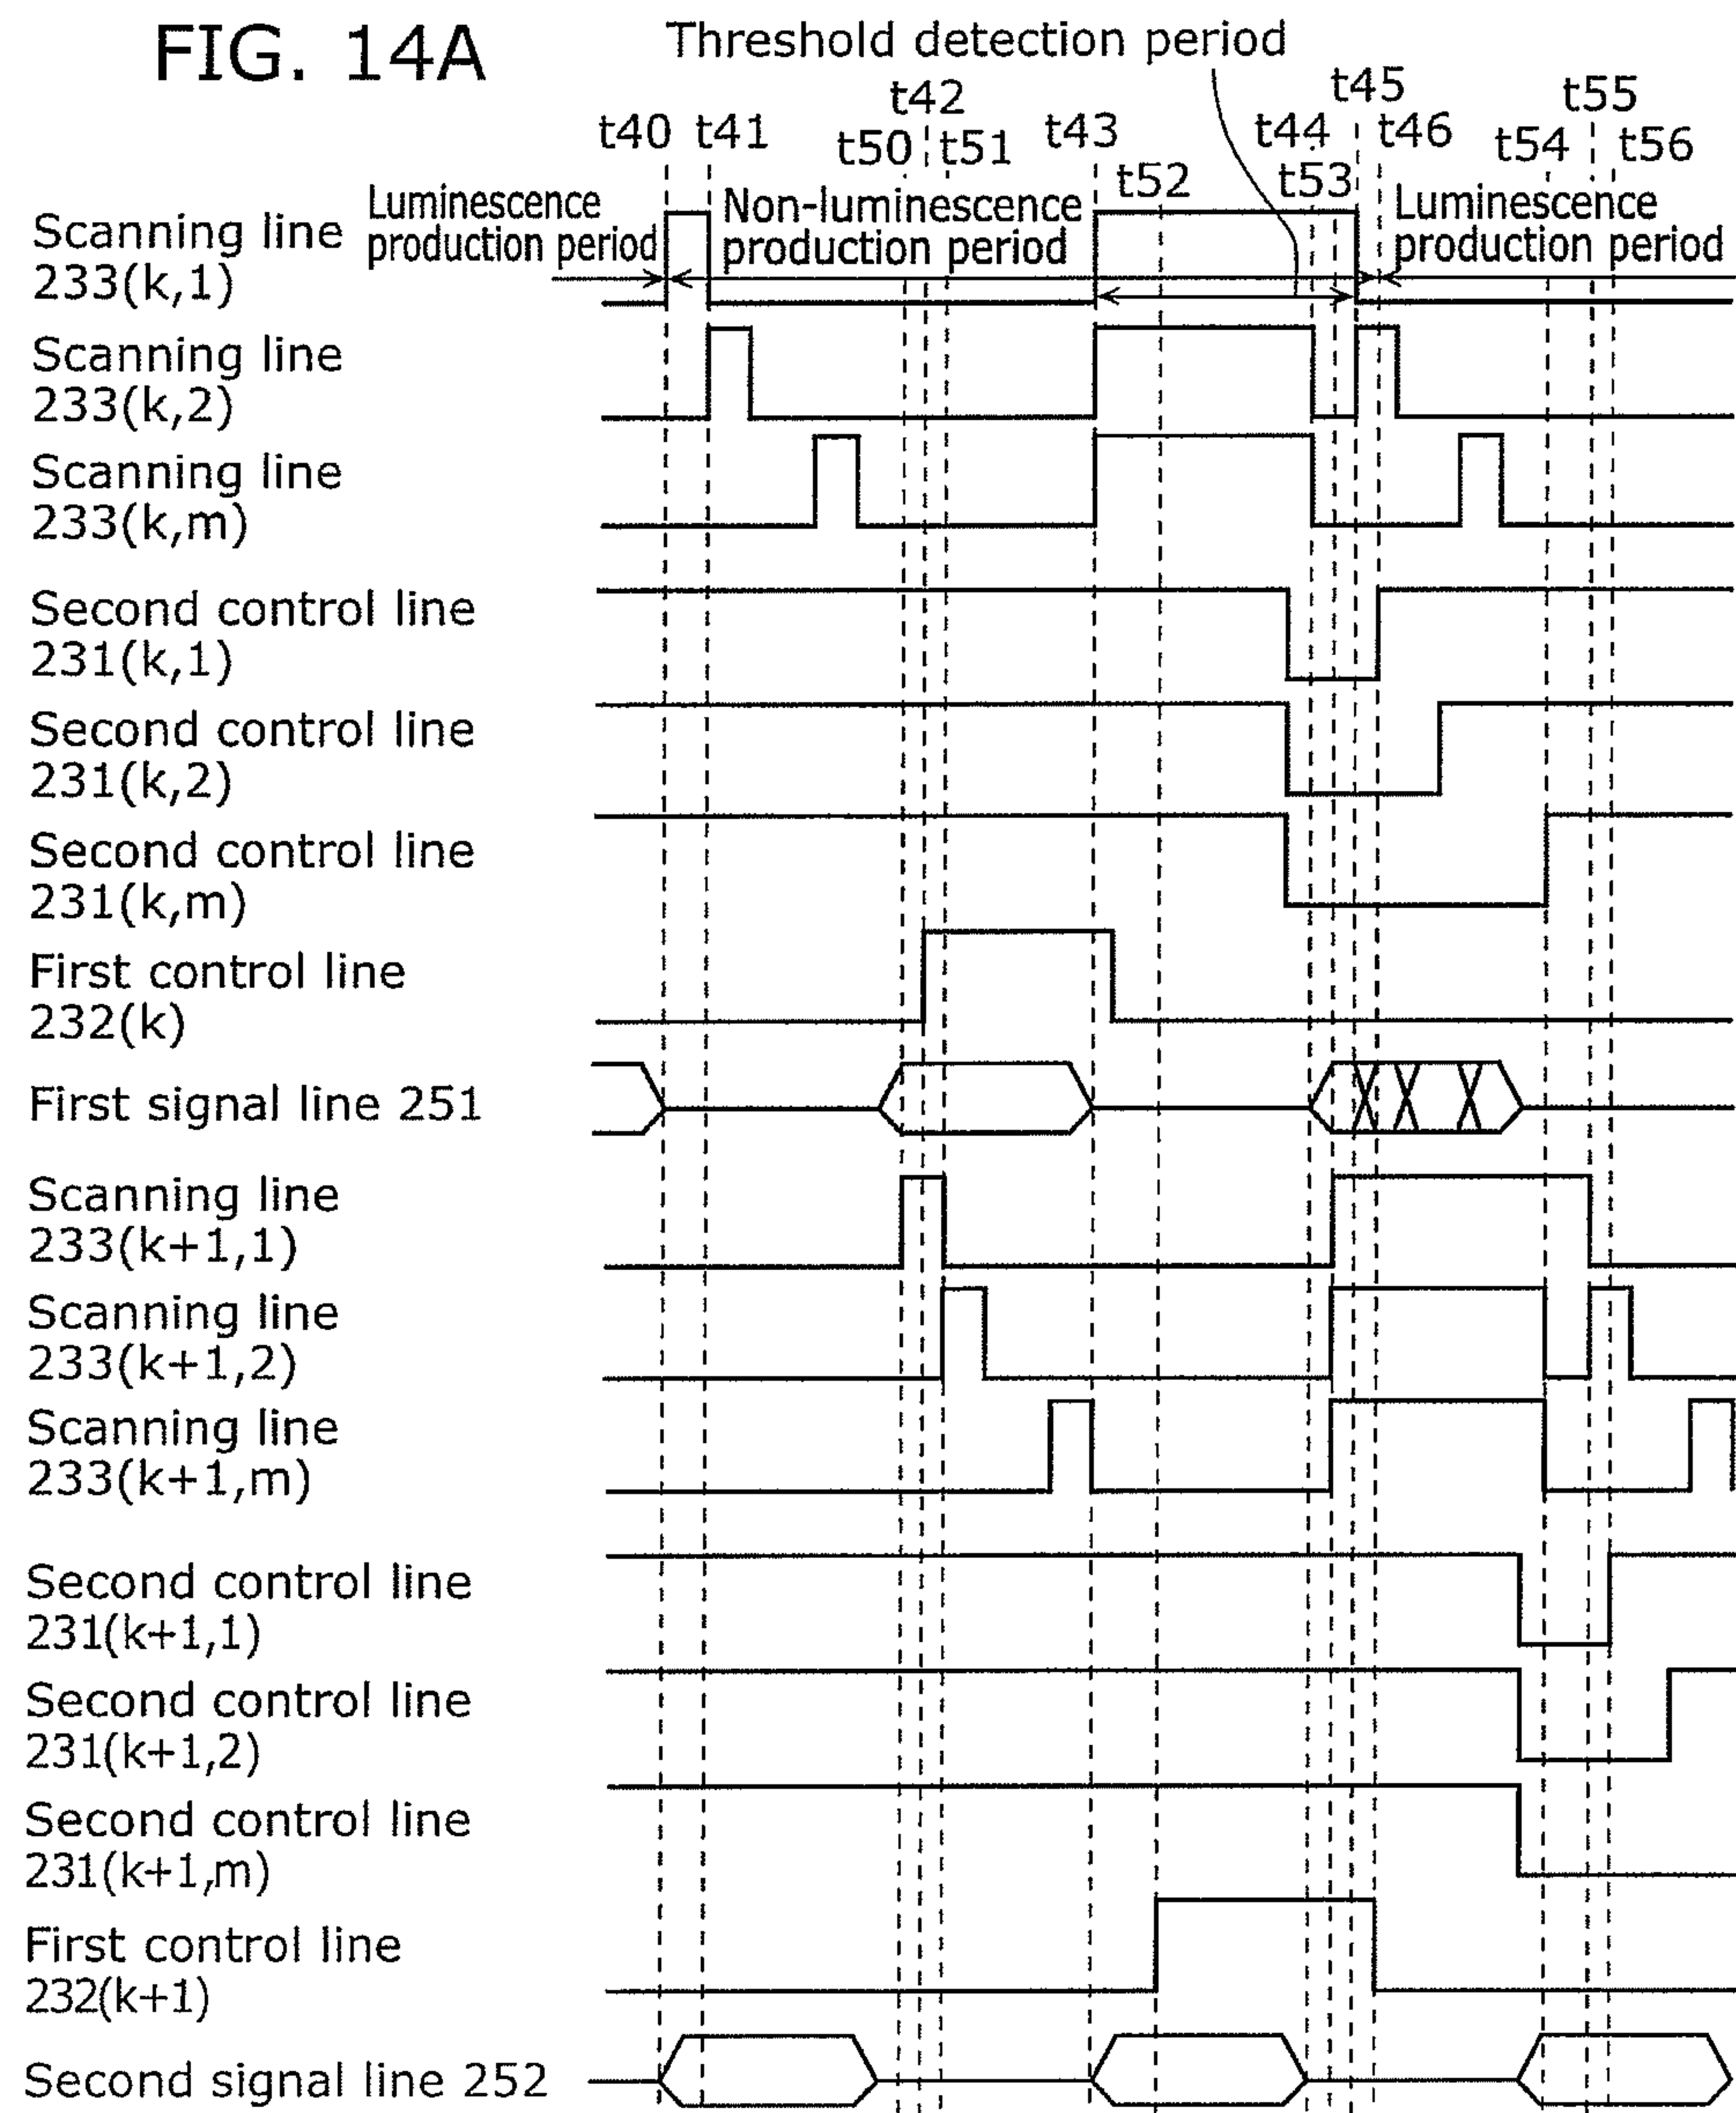 FIG. 14A
Threshold detection period
t40
t41
t50
t42
t51
t43
t52
t44
t53
t45
t46
t54
t55
t56
Luminescence
production period
Non-luminescence
production period
Luminescence
production period
Scanning line
233(k,1)
Scanning line
233(k,2)
Scanning line
233(k,m)
Second control line
231(k,1)
Second control line
231(k,2)
Second control line
231(k,m)
First control line
232(k)
First signal line 251
Scanning line
233(k+1,1)
Scanning line
233(k+1,2)
Scanning line
233(k+1,m)
Second control line
231(k+1,1)
Second control line
231(k+1,2)
Second control line
231(k+1,m)
First control line
232(k+1)
Second signal line 252